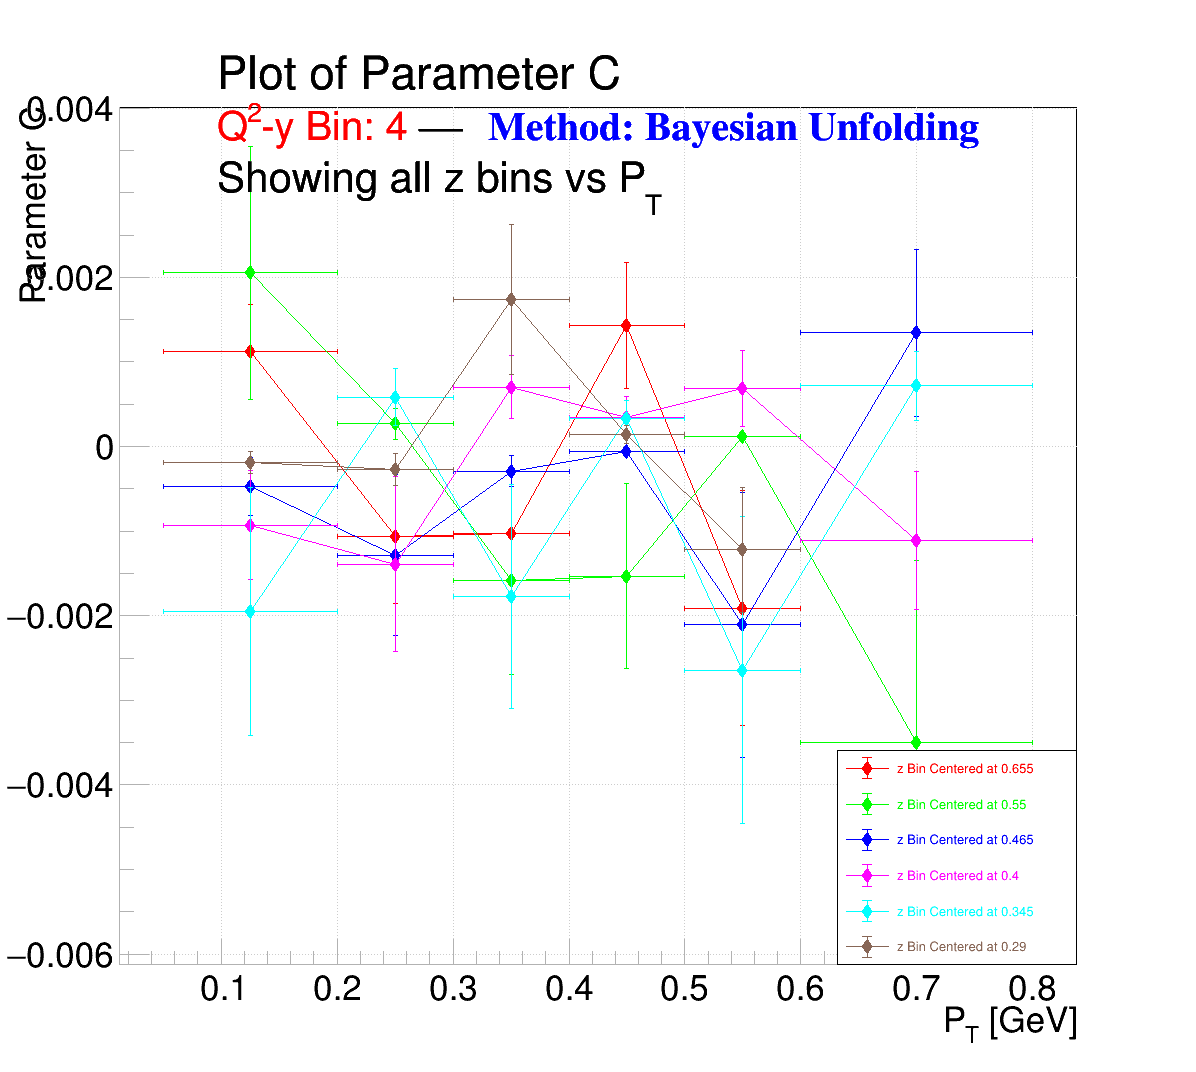 Plot of Parameter C
Q²-y Bin: 4 — Method: Bayesian Unfolding
Showing all z bins vs P_T
Parameter C
0.004
0.002
0
−0.002
−0.004
−0.006
z Bin Centered at 0.655
z Bin Centered at 0.55
z Bin Centered at 0.465
z Bin Centered at 0.4
z Bin Centered at 0.345
z Bin Centered at 0.29
0.1 0.2 0.3 0.4 0.5 0.6 0.7 0.8
P_T [GeV]